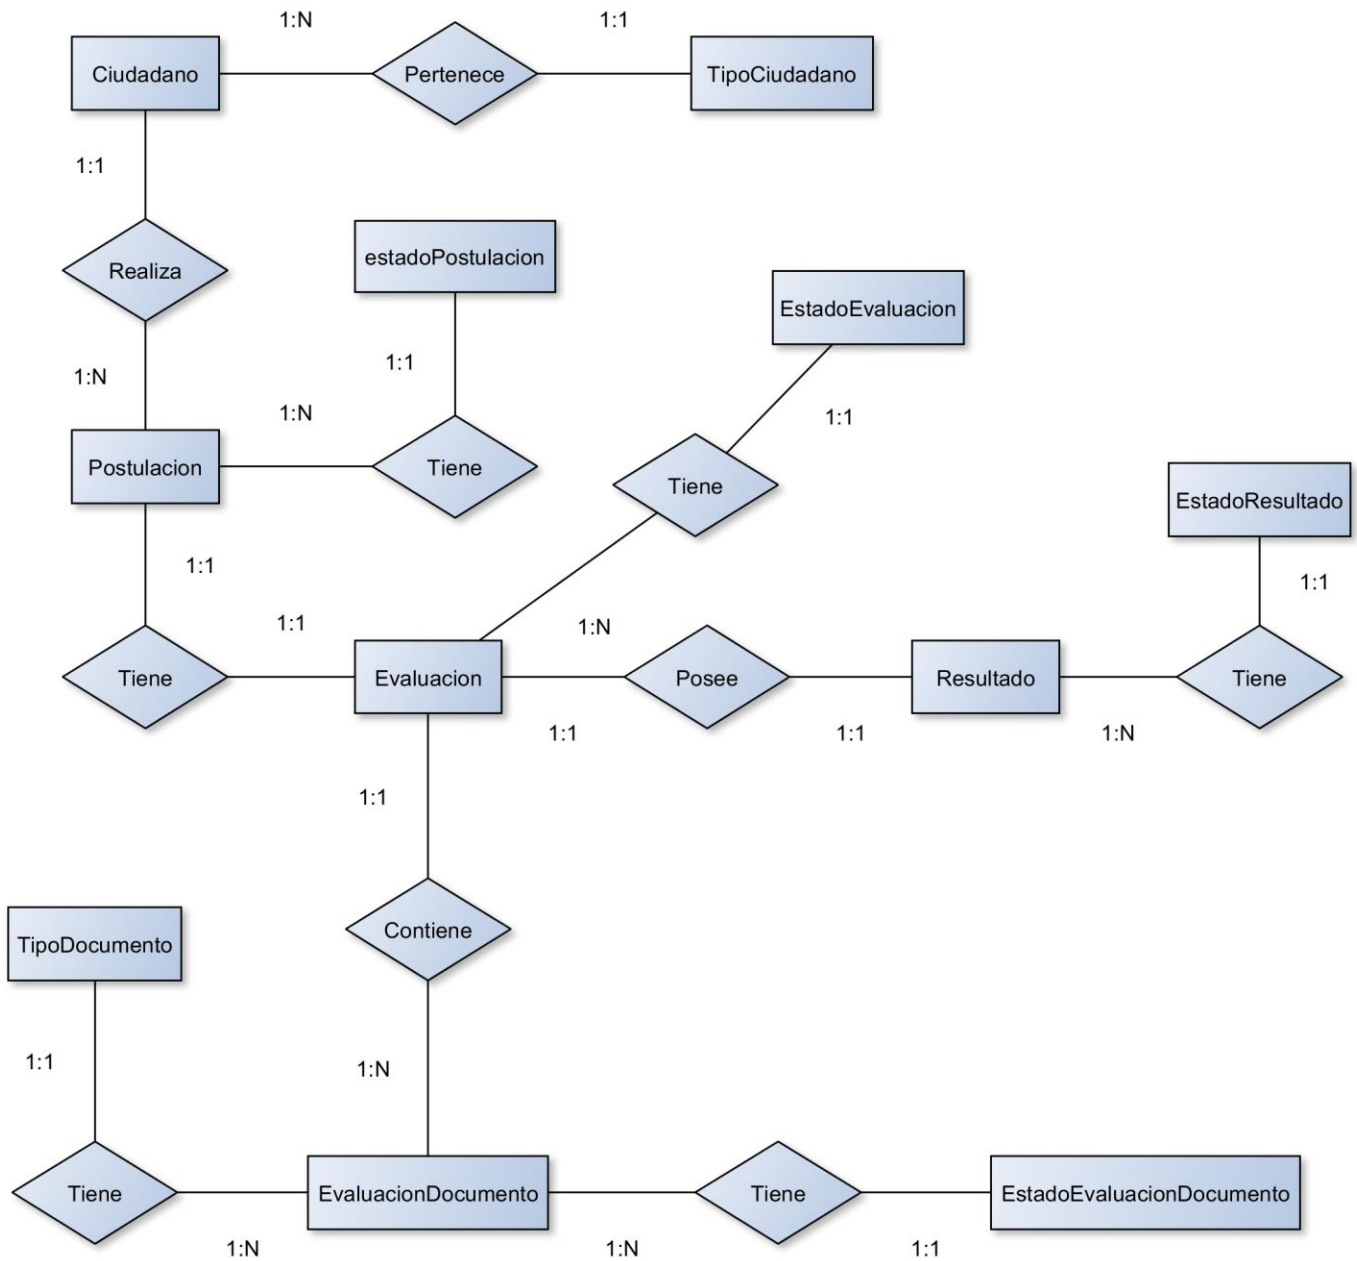 1:N
1:1
Ciudadano
Pertenece
TipoCiudadano
1:1
Realiza
estadoPostulacion
EstadoEvaluacion
1:N
1:1
1:N
1:1
Postulacion
Tiene
Tiene
EstadoResultado
1:1
1:1
1:1
1:N
Tiene
Evaluacion
Posee
Resultado
Tiene
1:1
1:1
1:N
1:1
TipoDocumento
Contiene
1:1
1:N
Tiene
EvaluacionDocumento
Tiene
EstadoEvaluacionDocumento
1:N
1:N
1:1